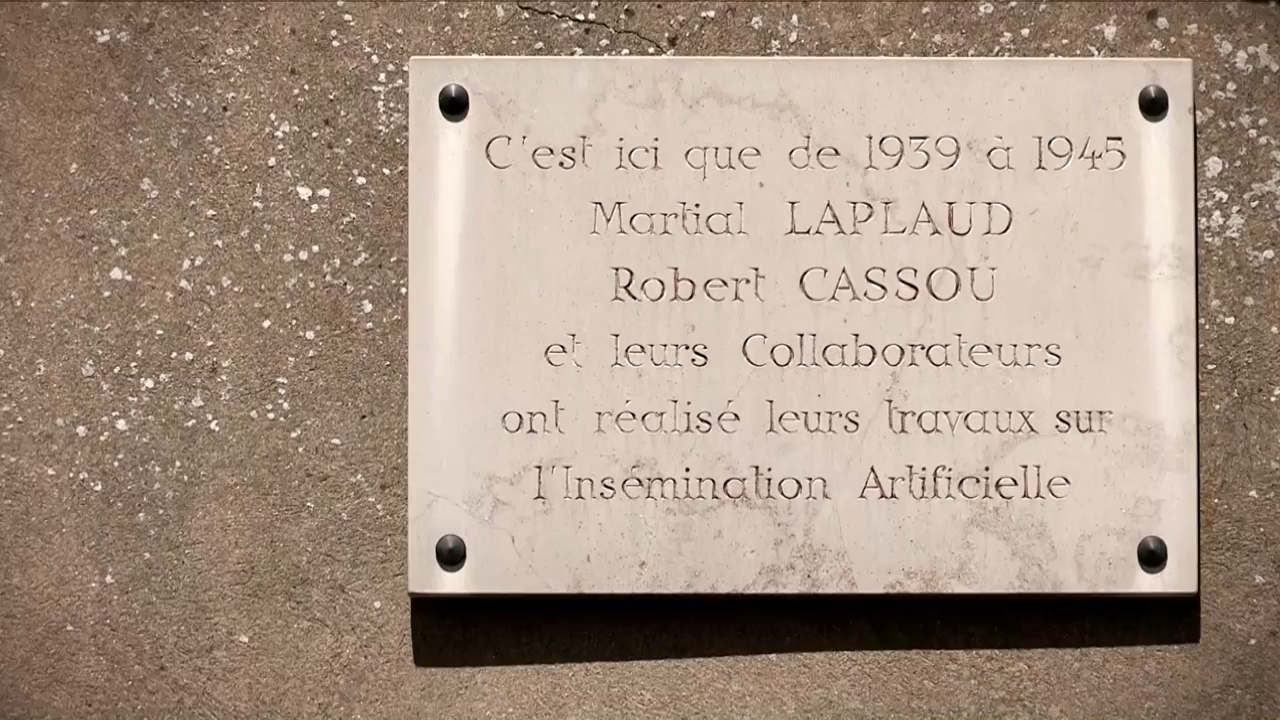 C'est ici que de 1939 à 1945
Martial LAPLAUD
Robert CASSOU
et leurs Collaborateurs
ont réalisé leurs travaux sur
l'Insémination Artificielle